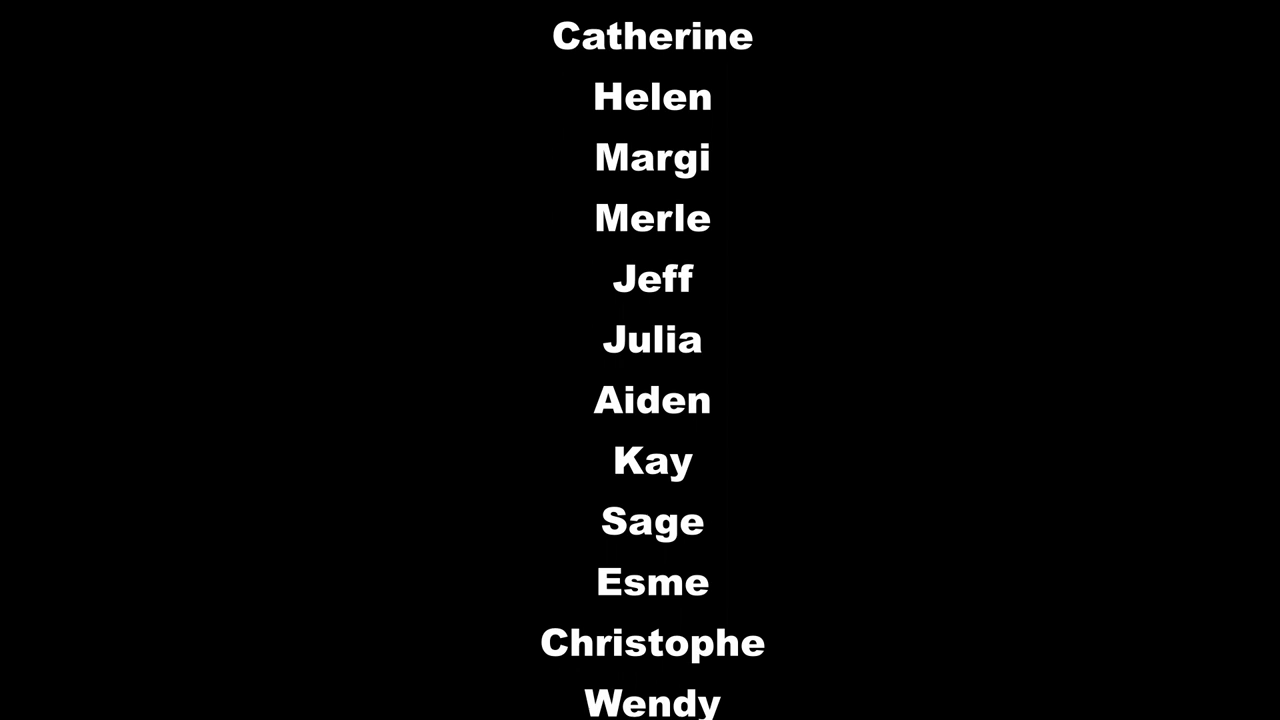 Catherine
Helen
Margi
Merle
Jeff
Julia
Aiden
Kay
Sage
Esme
Christophe
Wendy